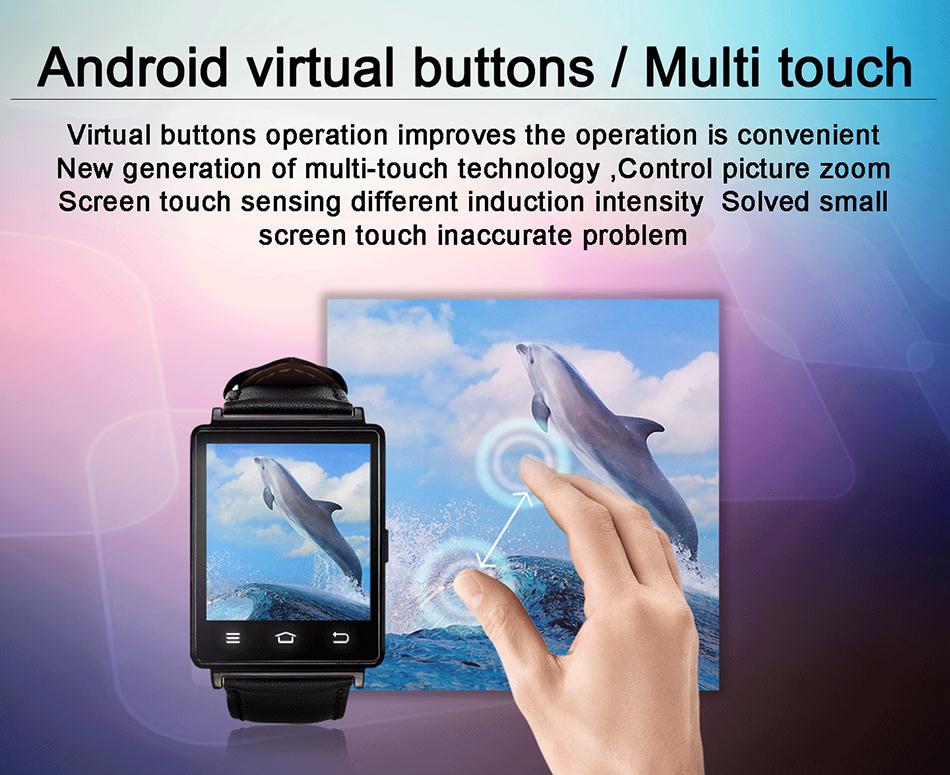 Android virtual buttons / Multi touch
Virtual buttons operation improves the operation is convenient
New generation of multi-touch technology ,Control picture zoom
Screen touch sensing different induction intensity  Solved small
screen touch inaccurate problem